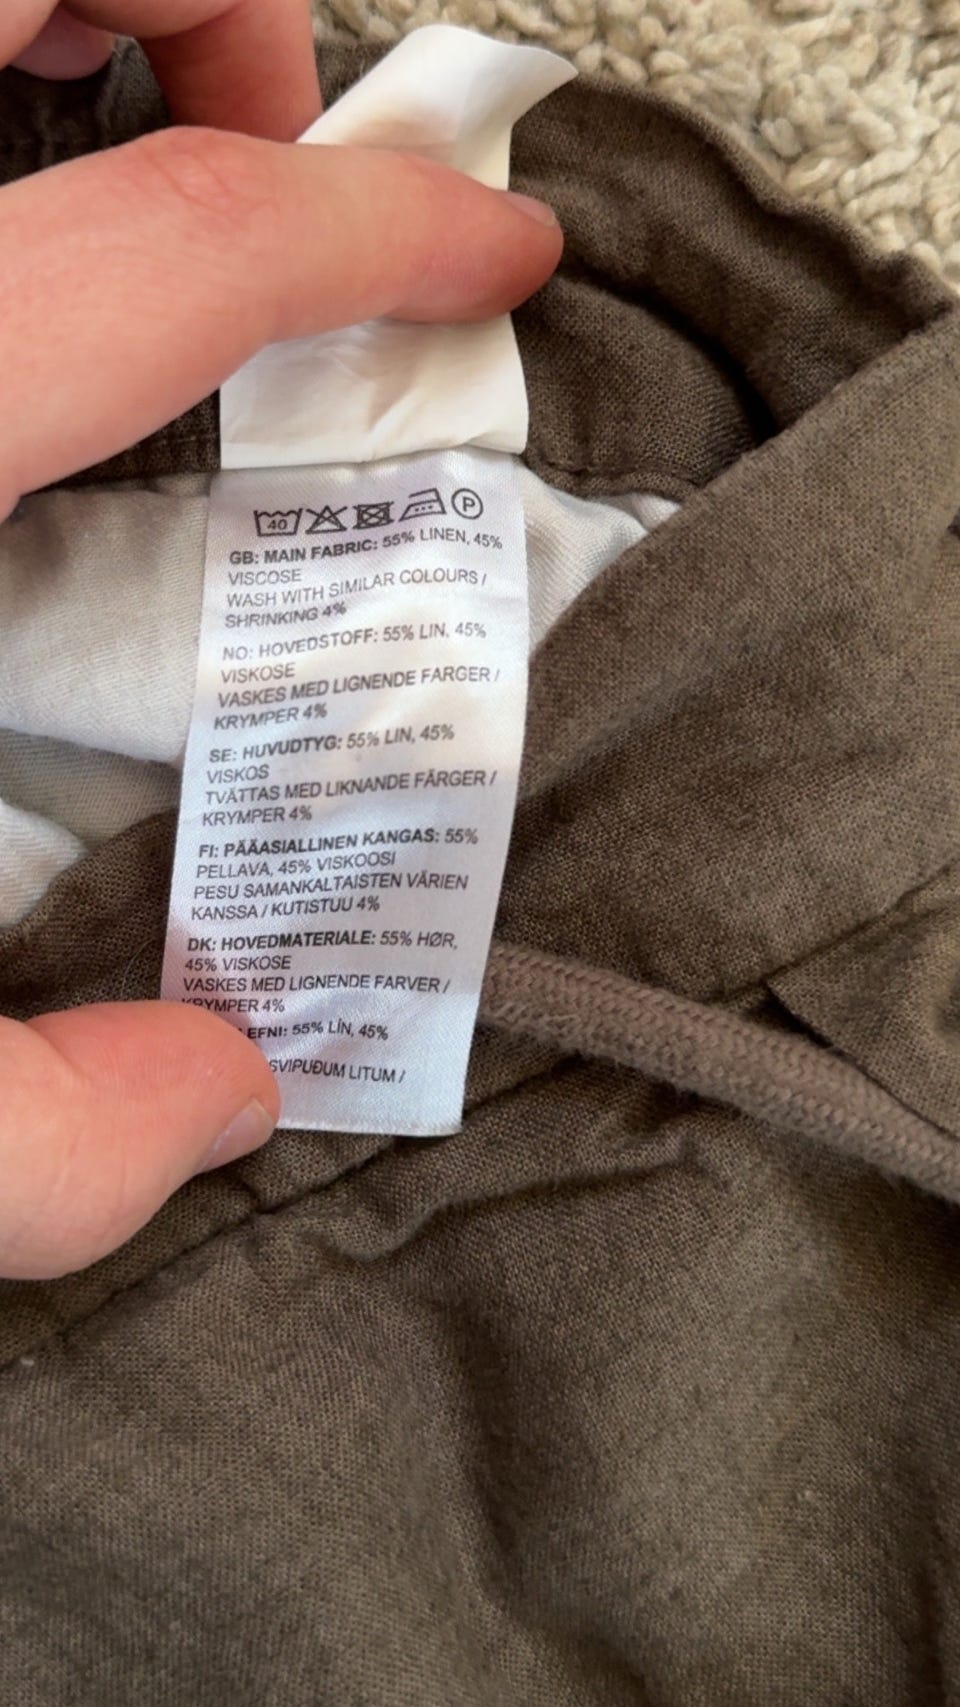 40 P
GB: MAIN FABRIC: 55% LINEN, 45%
VISCOSE
WASH WITH SIMILAR COLOURS /
SHRINKING 4%
NO: HOVEDSTOFF: 55% LIN, 45%
VISKOSE
VASKES MED LIGNENDE FARGER /
KRYMPER 4%
SE: HUVUDTYG: 55% LIN, 45%
VISKOS
TVÄTTAS MED LIKNANDE FÄRGER /
KRYMPER 4%
FI: PÄÄASIALLINEN KANGAS: 55%
PELLAVA, 45% VISKOOSI
PESU SAMANKALTAISTEN VÄRIEN
KANSSA / KUTISTUU 4%
DK: HOVEDMATERIALE: 55% HØR,
45% VISKOSE
VASKES MED LIGNENDE FARVER /
KRYMPER 4%
LEFNI: 55% LÍN, 45%
SVIPUÐUM LITUM /